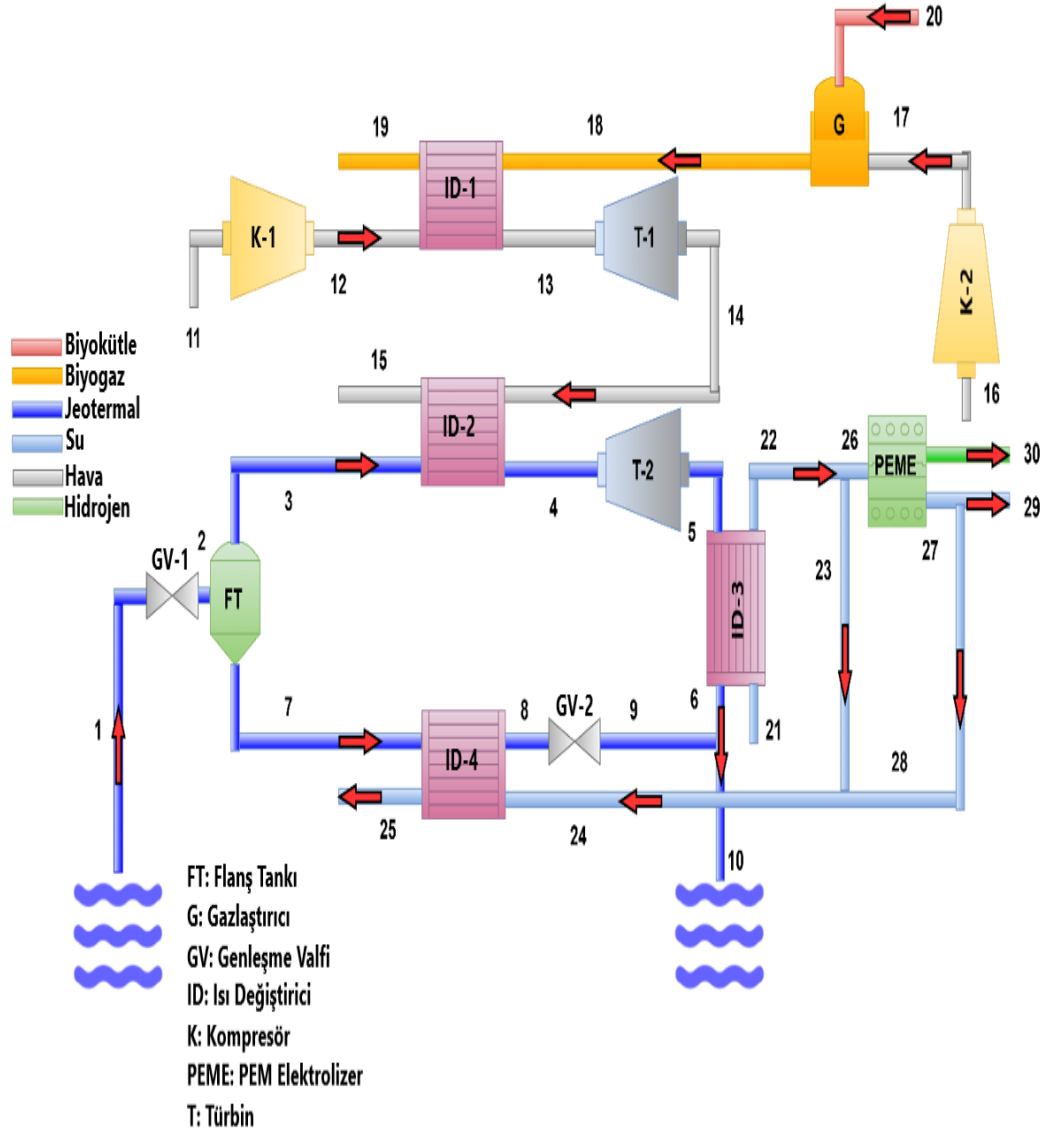 20
G
17
19
18
ID-1
K-1
T-1
K-2
12
13
14
11
Biyokütle
Biyogaz
Jeotermal
Su
Hava
Hidrojen
15
16
ID-2
T-2
22
26
PEME
30
29
3
4
5
2
GV-1
FT
23
27
ID-3
1
7
8
GV-2
9
6
21
ID-4
28
25
24
10
FT: Flanş Tankı
G: Gazlaştırıcı
GV: Genleşme Valfi
ID: Isı Değiştirici
K: Kompresör
PEME: PEM Elektrolizer
T: Türbin